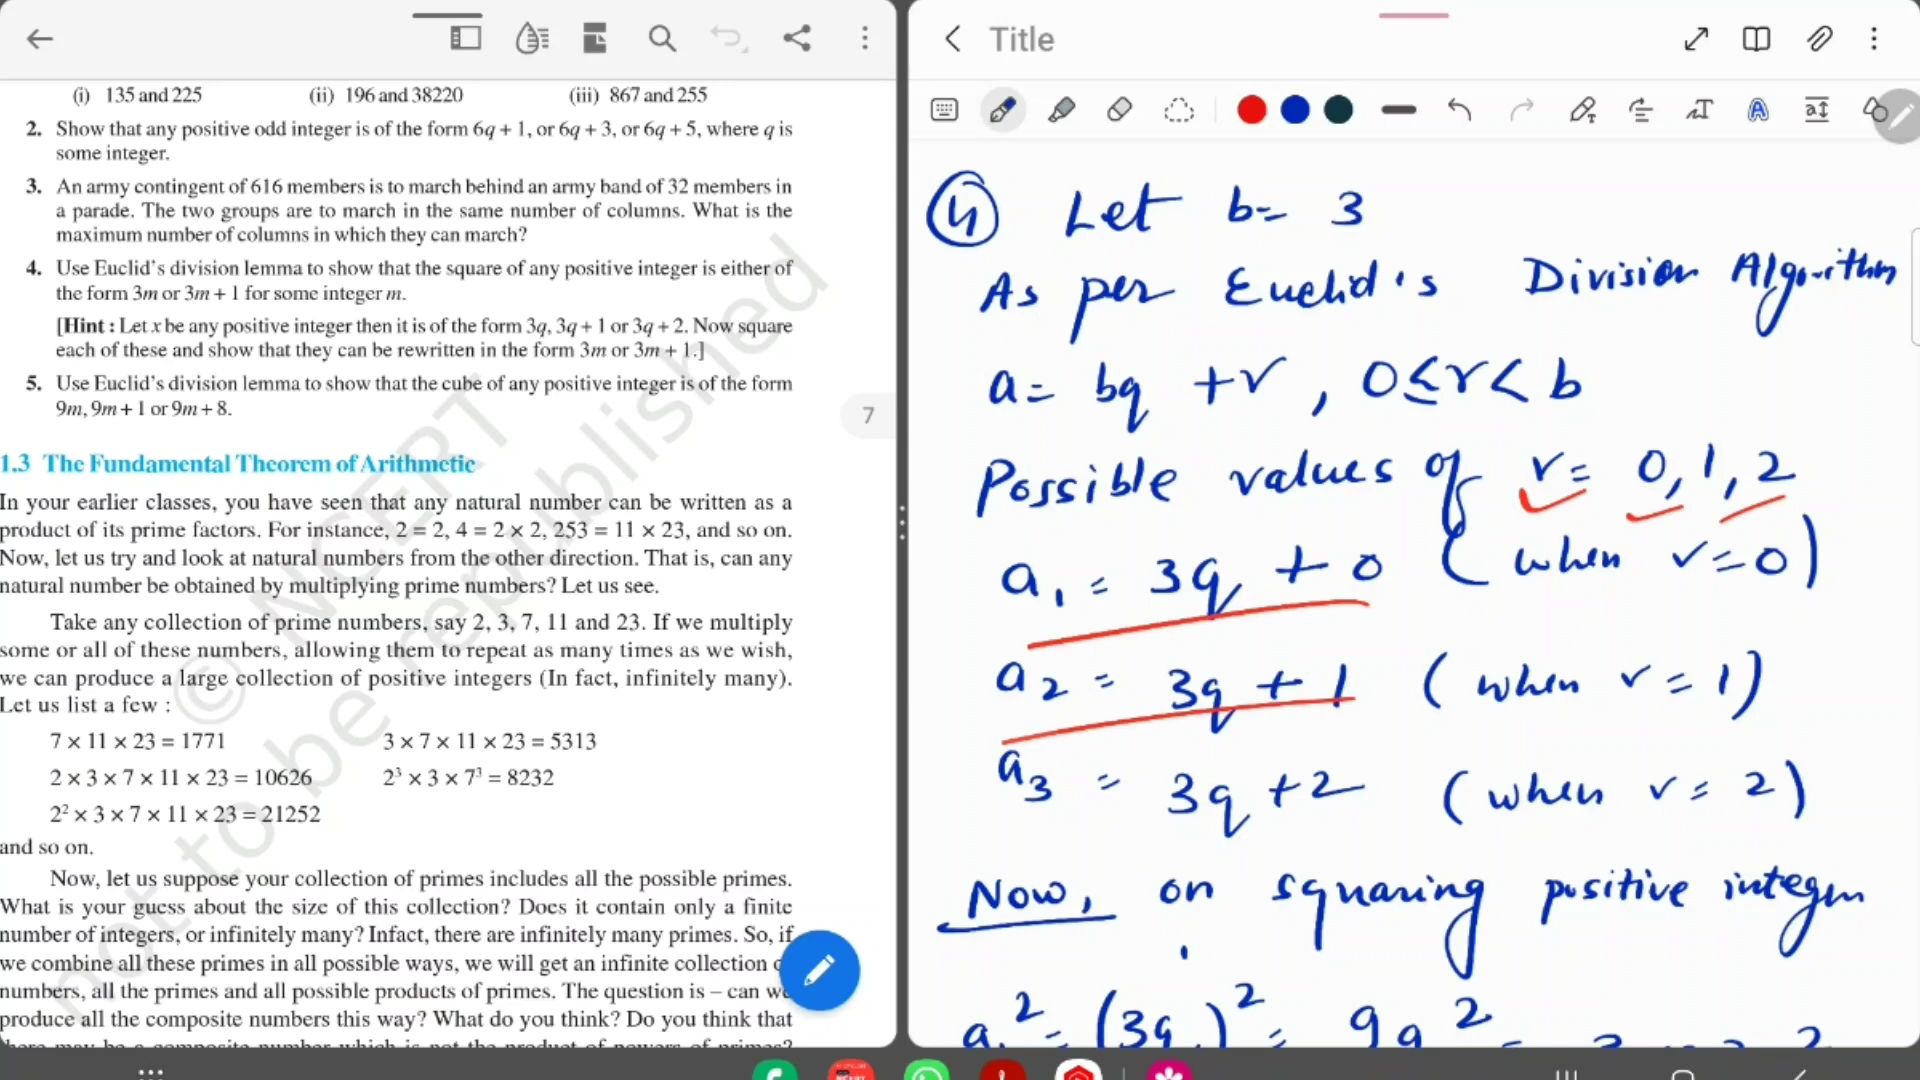 (i) 135 and 225 (ii) 196 and 38220 (iii) 867 and 255
2. Show that any positive odd integer is of the form 6q + 1, or 6q + 3, or 6q + 5, where q is
some integer.
3. An army contingent of 616 members is to march behind an army band of 32 members in
a parade. The two groups are to march in the same number of columns. What is the
maximum number of columns in which they can march?
4. Use Euclid's division lemma to show that the square of any positive integer is either of
the form 3m or 3m + 1 for some integer m.
[Hint : Let x be any positive integer then it is of the form 3q, 3q + 1 or 3q + 2. Now square
each of these and show that they can be rewritten in the form 3m or 3m + 1.]
5. Use Euclid's division lemma to show that the cube of any positive integer is of the form
9m, 9m + 1 or 9m + 8.
7
1.3 The Fundamental Theorem of Arithmetic
In your earlier classes, you have seen that any natural number can be written as a
product of its prime factors. For instance, 2 = 2, 4 = 2 × 2, 253 = 11 × 23, and so on.
Now, let us try and look at natural numbers from the other direction. That is, can any
natural number be obtained by multiplying prime numbers? Let us see.
Take any collection of prime numbers, say 2, 3, 7, 11 and 23. If we multiply
some or all of these numbers, allowing them to repeat as many times as we wish,
we can produce a large collection of positive integers (In fact, infinitely many).
Let us list a few :
7 × 11 × 23 = 1771 3 × 7 × 11 × 23 = 5313
2 × 3 × 7 × 11 × 23 = 10626 2³ × 3 × 7³ = 8232
2² × 3 × 7 × 11 × 23 = 21252
and so on.
Now, let us suppose your collection of primes includes all the possible primes.
What is your guess about the size of this collection? Does it contain only a finite
number of integers, or infinitely many? Infact, there are infinitely many primes. So, if
we combine all these primes in all possible ways, we will get an infinite collection
numbers, all the primes and all possible products of primes. The question is – can we
produce all the composite numbers this way? What do you think? Do you think that
© NCERT
not to be republished
Title
4 Let b= 3
As per Euclid's Division Algorithm
a= bq +r, 0≤r< b
Possible values of r= 0,1,2
a₁ = 3q + 0 (when r=0)
a₂ = 3q + 1 (when r = 1)
a₃ = 3q +2 (when r= 2)
Now, on squaring positive integer
a₁² = (3q)² = 9q² =